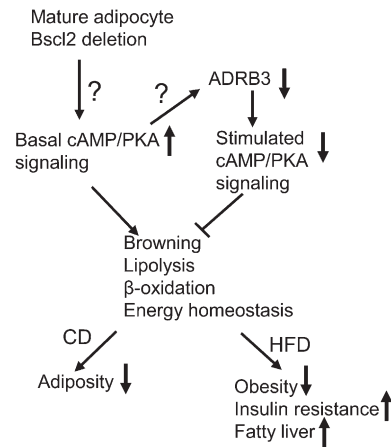 Mature adipocyte
Bscl2 deletion
?
?
ADRB3
Basal cAMP/PKA
signaling
Stimulated
cAMP/PKA
signaling
Browning
Lipolysis
β-oxidation
Energy homeostasis
CD
HFD
Adiposity
Obesity
Insulin resistance
Fatty liver